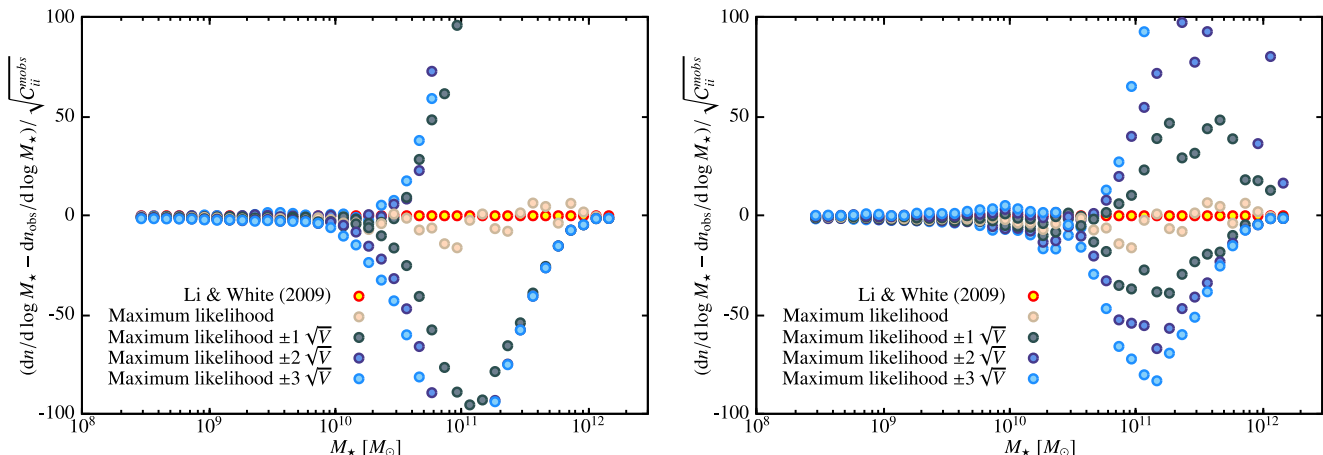 (dn/d log M⋆ − dn_obs/d log M⋆)/√C_ii^mobs
100
50
0
-50
-100
Li & White (2009)
Maximum likelihood
Maximum likelihood ±1 √V
Maximum likelihood ±2 √V
Maximum likelihood ±3 √V
10^8
10^9
10^10
10^11
10^12
M⋆ [M⊙]
(dn/d log M⋆ − dn_obs/d log M⋆)/√C_ii^mobs
100
50
0
-50
-100
Li & White (2009)
Maximum likelihood
Maximum likelihood ±1 √V
Maximum likelihood ±2 √V
Maximum likelihood ±3 √V
10^8
10^9
10^10
10^11
10^12
M⋆ [M⊙]